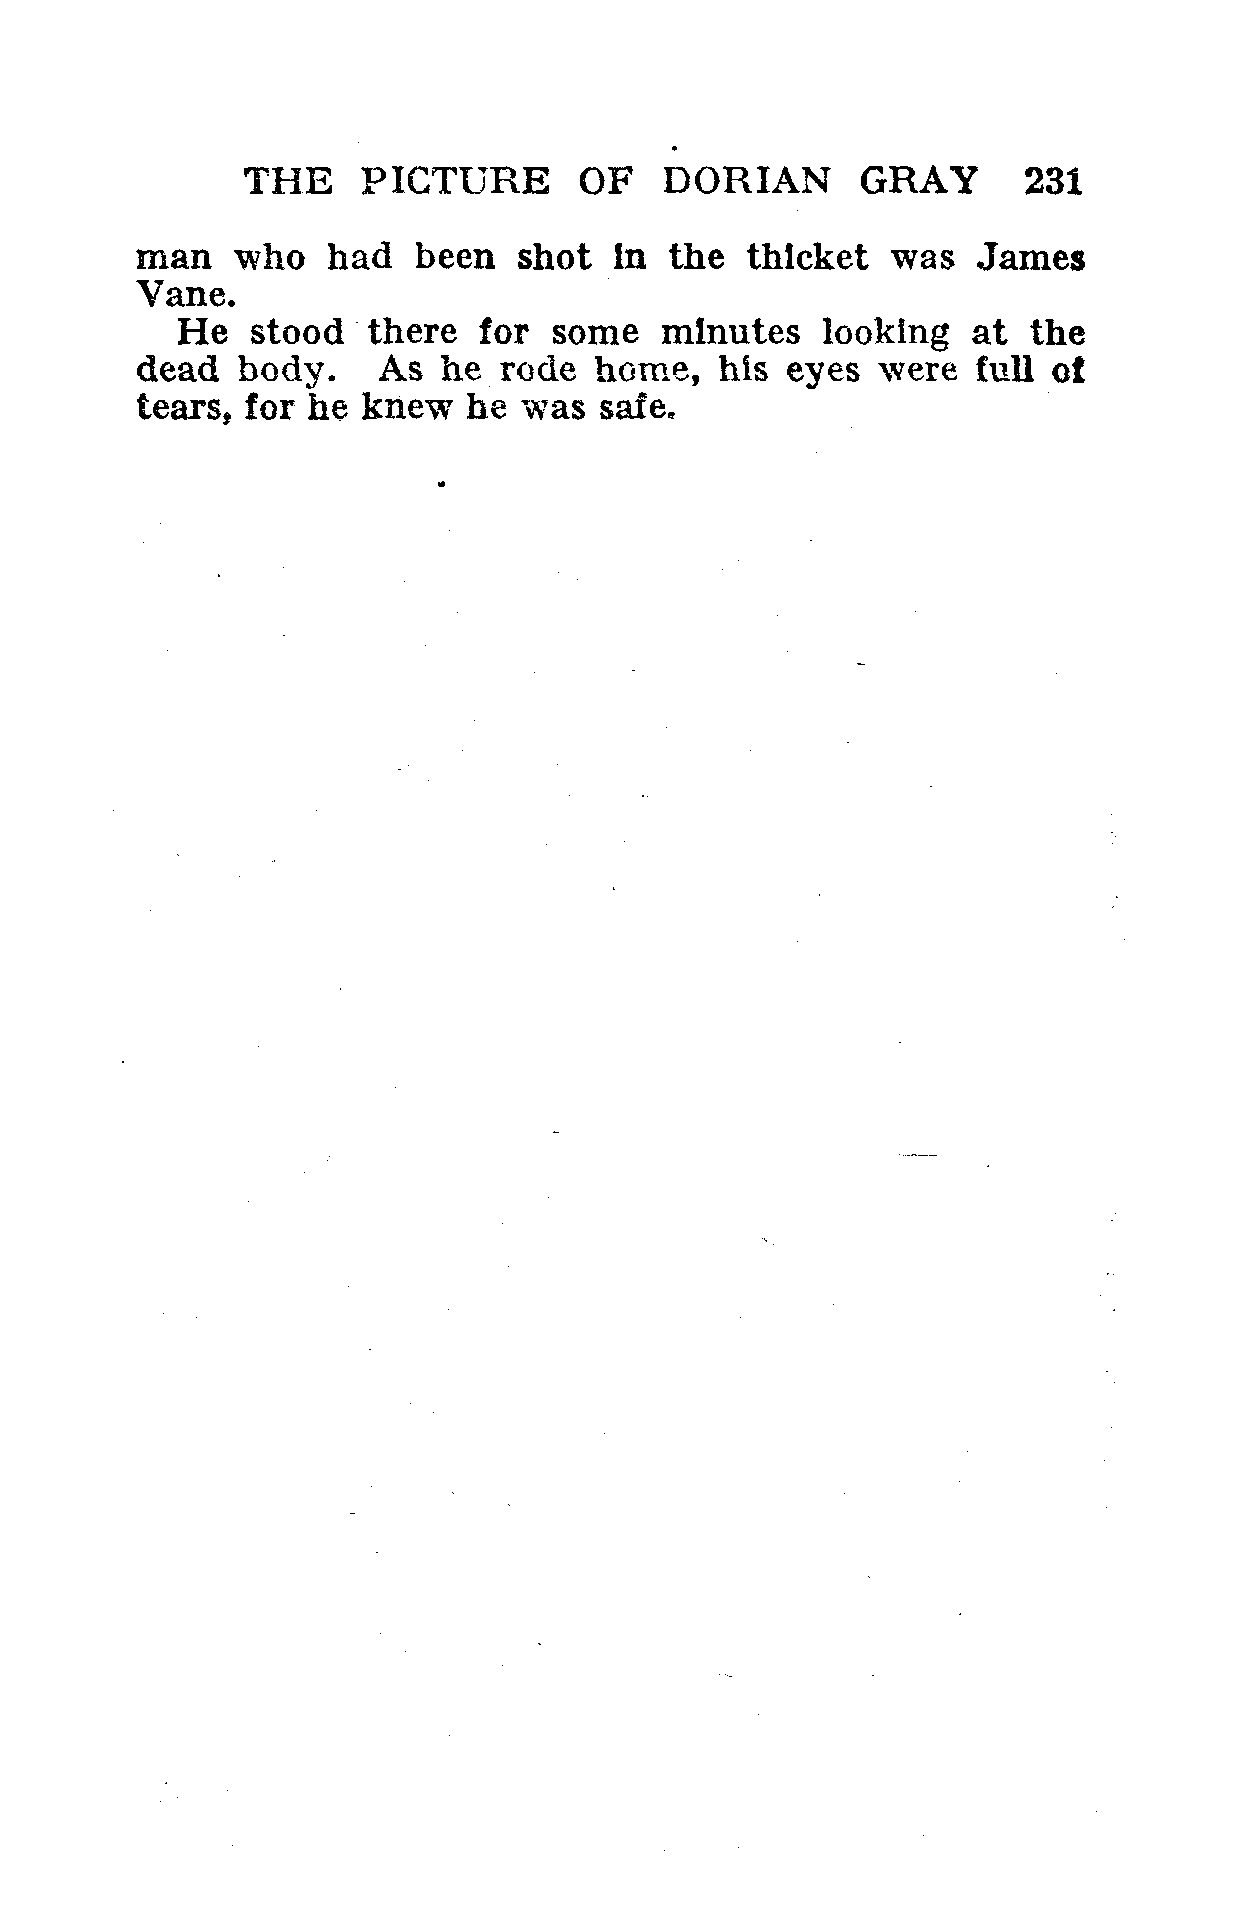 THE PICTURE OF DORIAN GRAY 231
man who had been shot in the thicket was James
Vane.
He stood there for some minutes looking at the
dead body. As he rode home, his eyes were full of
tears, for he knew he was safe.